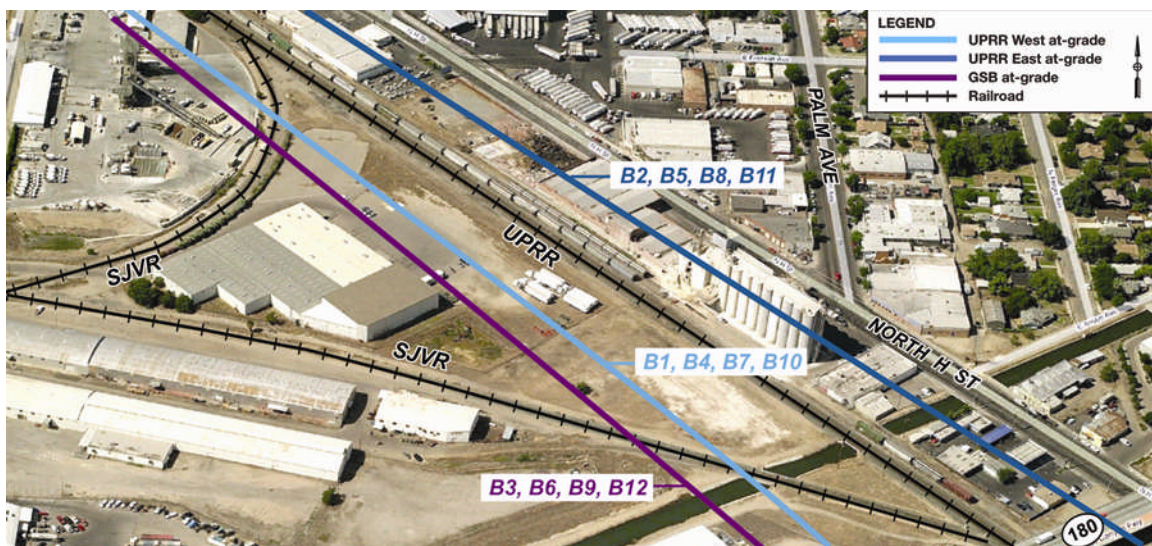 LEGEND
UPRR West at-grade
UPRR East at-grade
GSB at-grade
Railroad
PALM AVE
B2, B5, B8, B11
UPRR
SJVR
SJVR
NORTH H ST
B1, B4, B7, B10
B3, B6, B9, B12
180